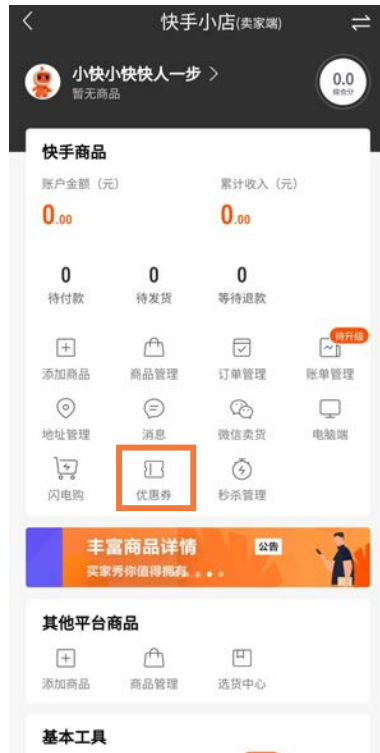 快手小店(卖家端)
小快小快快人一步
暂无商品
0.0
综合分
快手商品
账户金额（元） 累计收入（元）
0.00 0.00
0 0 0
待付款 待发货 等待退款
待升级
添加商品 商品管理 订单管理 账单管理
地址管理 消息 微信卖货 电脑端
闪电购 优惠券 秒杀管理
丰富商品详情 公告
买家秀你值得拥有
其他平台商品
添加商品 商品管理 选货中心
基本工具